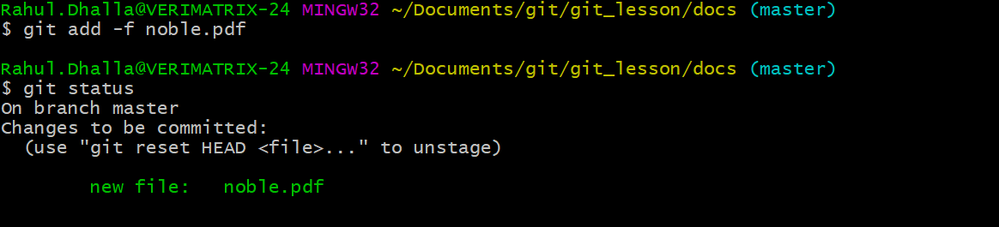 Rahul.Dhalla@VERIMATRIX-24 MINGW32 ~/Documents/git/git_lesson/docs (master)
$ git add -f noble.pdf
Rahul.Dhalla@VERIMATRIX-24 MINGW32 ~/Documents/git/git_lesson/docs (master)
$ git status
On branch master
Changes to be committed:
  (use "git reset HEAD <file>..." to unstage)
        new file:   noble.pdf